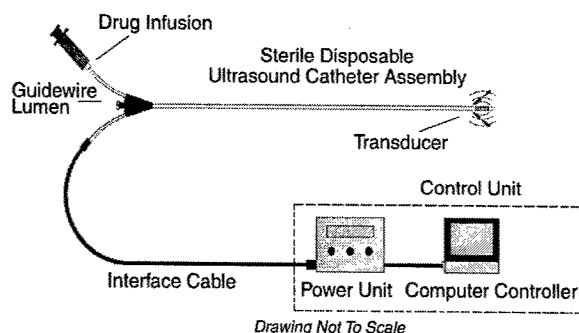 Drug Infusion
Sterile Disposable
Ultrasound Catheter Assembly
Guidewire
Lumen
Transducer
Control Unit
Interface Cable
Power Unit
Computer Controller
Drawing Not To Scale